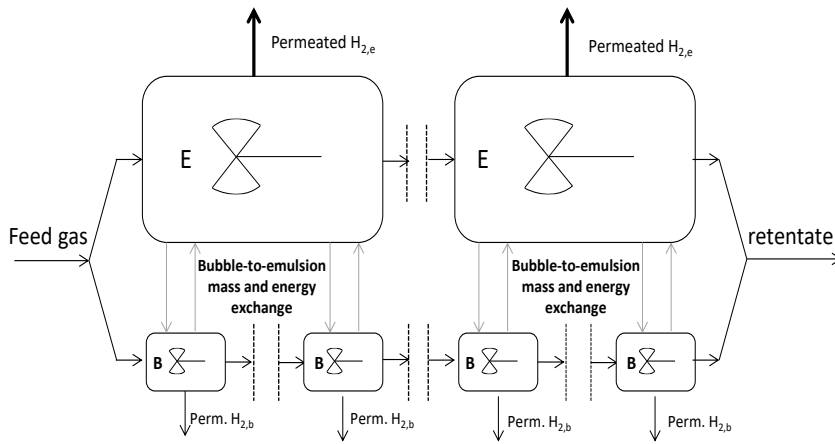 Permeated H2,e
Permeated H2,e
E
E
Feed gas
retentate
Bubble-to-emulsion
mass and energy
exchange
Bubble-to-emulsion
mass and energy
exchange
B
B
B
B
Perm. H2,b
Perm. H2,b
Perm. H2,b
Perm. H2,b